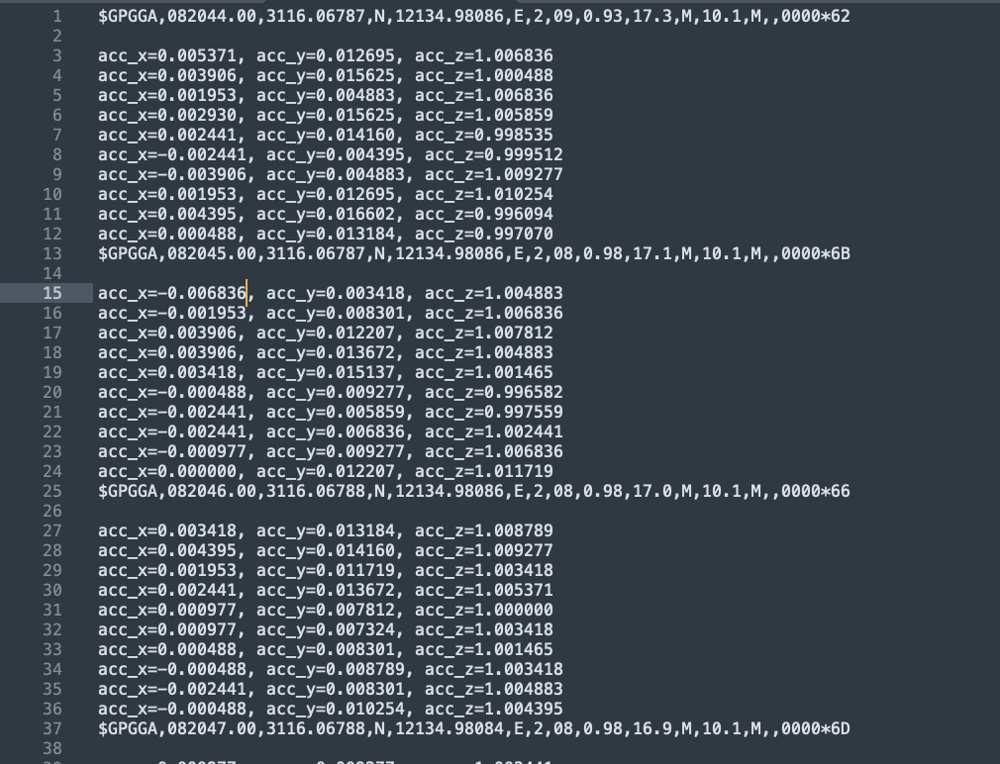 1 $GPGGA,082044.00,3116.06787,N,12134.98086,E,2,09,0.93,17.3,M,10.1,M,,0000*62
2
3 acc_x=0.005371, acc_y=0.012695, acc_z=1.006836
4 acc_x=0.003906, acc_y=0.015625, acc_z=1.000488
5 acc_x=0.001953, acc_y=0.004883, acc_z=1.006836
6 acc_x=0.002930, acc_y=0.015625, acc_z=1.005859
7 acc_x=0.002441, acc_y=0.014160, acc_z=0.998535
8 acc_x=-0.002441, acc_y=0.004395, acc_z=0.999512
9 acc_x=-0.003906, acc_y=0.004883, acc_z=1.009277
10 acc_x=0.001953, acc_y=0.012695, acc_z=1.010254
11 acc_x=0.004395, acc_y=0.016602, acc_z=0.996094
12 acc_x=0.000488, acc_y=0.013184, acc_z=0.997070
13 $GPGGA,082045.00,3116.06787,N,12134.98086,E,2,08,0.98,17.1,M,10.1,M,,0000*6B
14
15 acc_x=-0.006836, acc_y=0.003418, acc_z=1.004883
16 acc_x=-0.001953, acc_y=0.008301, acc_z=1.006836
17 acc_x=0.003906, acc_y=0.012207, acc_z=1.007812
18 acc_x=0.003906, acc_y=0.013672, acc_z=1.004883
19 acc_x=0.003418, acc_y=0.015137, acc_z=1.001465
20 acc_x=-0.000488, acc_y=0.009277, acc_z=0.996582
21 acc_x=-0.002441, acc_y=0.005859, acc_z=0.997559
22 acc_x=-0.002441, acc_y=0.006836, acc_z=1.002441
23 acc_x=-0.000977, acc_y=0.009277, acc_z=1.006836
24 acc_x=0.000000, acc_y=0.012207, acc_z=1.011719
25 $GPGGA,082046.00,3116.06788,N,12134.98086,E,2,08,0.98,17.0,M,10.1,M,,0000*66
26
27 acc_x=0.003418, acc_y=0.013184, acc_z=1.008789
28 acc_x=0.004395, acc_y=0.014160, acc_z=1.009277
29 acc_x=0.001953, acc_y=0.011719, acc_z=1.003418
30 acc_x=0.002441, acc_y=0.013672, acc_z=1.005371
31 acc_x=0.000977, acc_y=0.007812, acc_z=1.000000
32 acc_x=0.000977, acc_y=0.007324, acc_z=1.003418
33 acc_x=0.000488, acc_y=0.008301, acc_z=1.001465
34 acc_x=-0.000488, acc_y=0.008789, acc_z=1.003418
35 acc_x=-0.002441, acc_y=0.008301, acc_z=1.004883
36 acc_x=-0.000488, acc_y=0.010254, acc_z=1.004395
37 $GPGGA,082047.00,3116.06788,N,12134.98084,E,2,08,0.98,16.9,M,10.1,M,,0000*6D
38